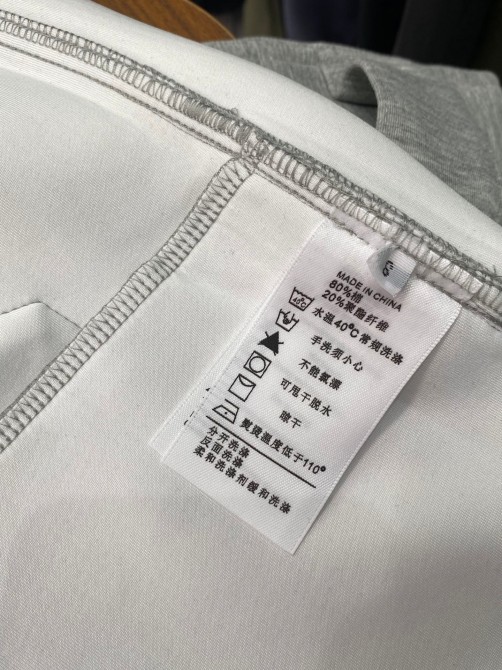 MADE IN CHINA
80%棉
20%聚酯纤维
40℃
水温40℃常规洗涤
手洗须小心
不能氯漂
可甩干脱水
晾干
熨烫温度低于110°
分开洗涤
反面洗涤
柔和洗涤剂缓和洗涤